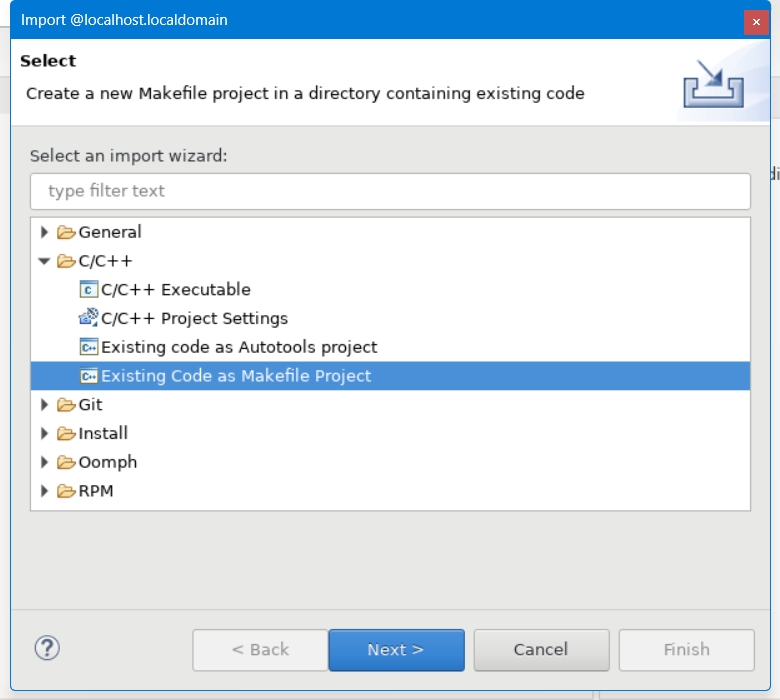 Import @localhost.localdomain
Select
Create a new Makefile project in a directory containing existing code
Select an import wizard:
type filter text
General
C/C++
C/C++ Executable
C/C++ Project Settings
Existing code as Autotools project
Existing Code as Makefile Project
Git
Install
Oomph
RPM
< Back
Next >
Cancel
Finish